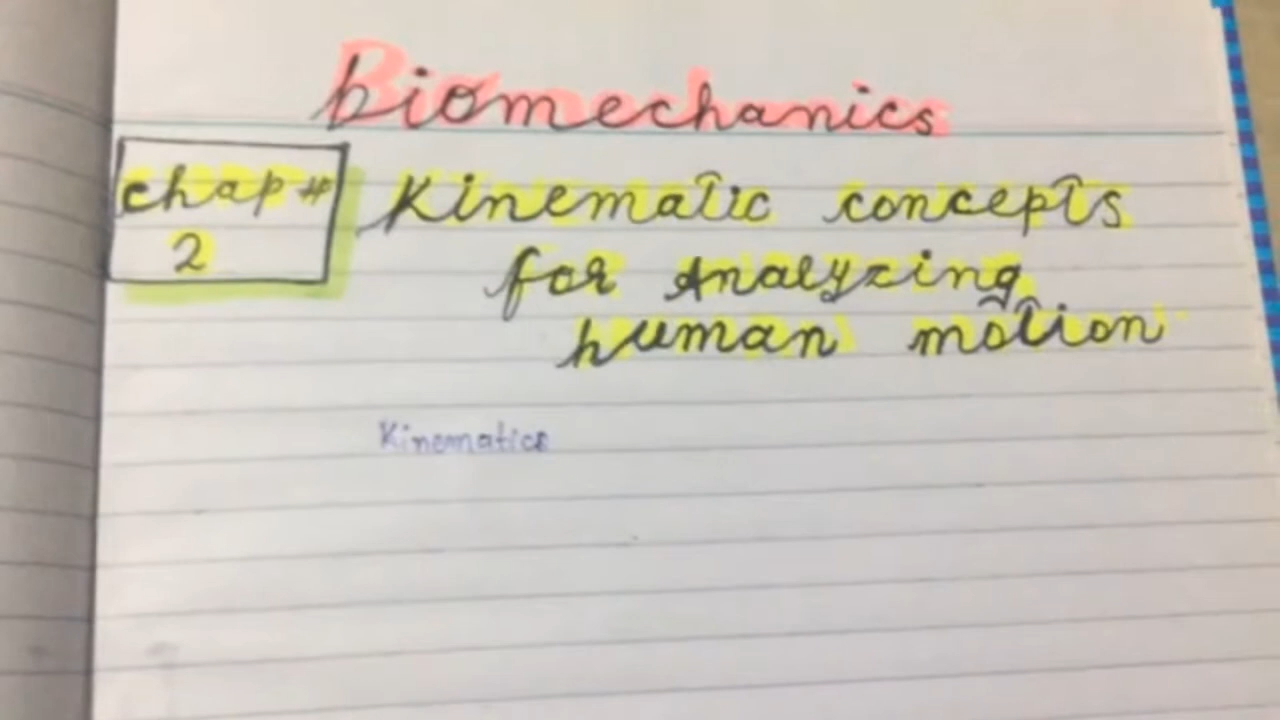 Biomechanics
chap #
2
Kinematic concepts
for Analyzing
human motion
Kinematics